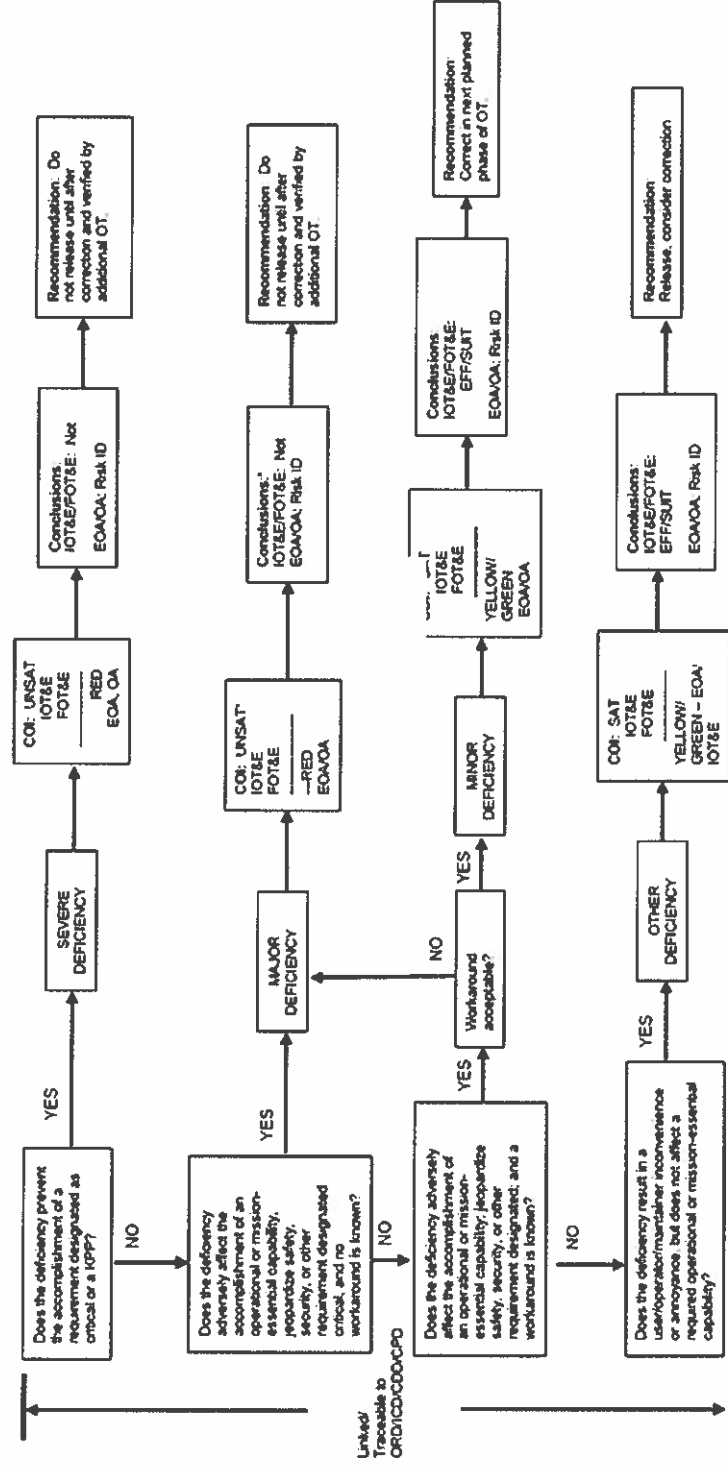 Linked/
Traceable to
ORD/ICD/CDD/CPD
Does the deficiency prevent
the accomplishment of a
requirement designated as
critical or a KPP?
YES
SEVERE
DEFICIENCY
COI: UNSAT
IOT&E
FOT&E
RED
EOA, OA
Conclusions:
IOT&E/FOT&E: Not
EOA/OA: Risk ID
Recommendation: Do
not release until after
correction and verified by
additional OT.
NO
Does the deficiency
adversely affect the
accomplishment of an
operational or mission-
essential capability,
jeopardize safety,
security, or other
requirement designated
critical, and no
workaround is known?
YES
MAJOR
DEFICIENCY
COI: UNSAT*
IOT&E
FOT&E
—RED
EOA/OA
Conclusions:*
IOT&E/FOT&E: Not
EOA/OA: Risk ID
Recommendation: Do
not release until after
correction and verified by
additional OT.
NO
Does the deficiency adversely
affect the accomplishment of
an operational or mission-
essential capability; jeopardize
safety, security, or other
requirement designated; and a
workaround is known?
YES
Workaround
acceptable?
NO
YES
MINOR
DEFICIENCY
IOT&E
FOT&E
YELLOW/
GREEN
EOA/OA
Conclusions:
IOT&E/FOT&E:
EFF/SUIT
EOA/OA: Risk ID
Recommendation:
Correct in next planned
phase of OT.
NO
Does the deficiency result in a
user/operator/maintainer inconvenience
or annoyance, but does not affect a
required operational or mission-essential
capability?
YES
OTHER
DEFICIENCY
COI: SAT
IOT&E
FOT&E
YELLOW/
GREEN – EOA/
IOT&E
Conclusions:
IOT&E/FOT&E:
EFF/SUIT
EOA/OA: Risk ID
Recommendation:
Release, consider correction